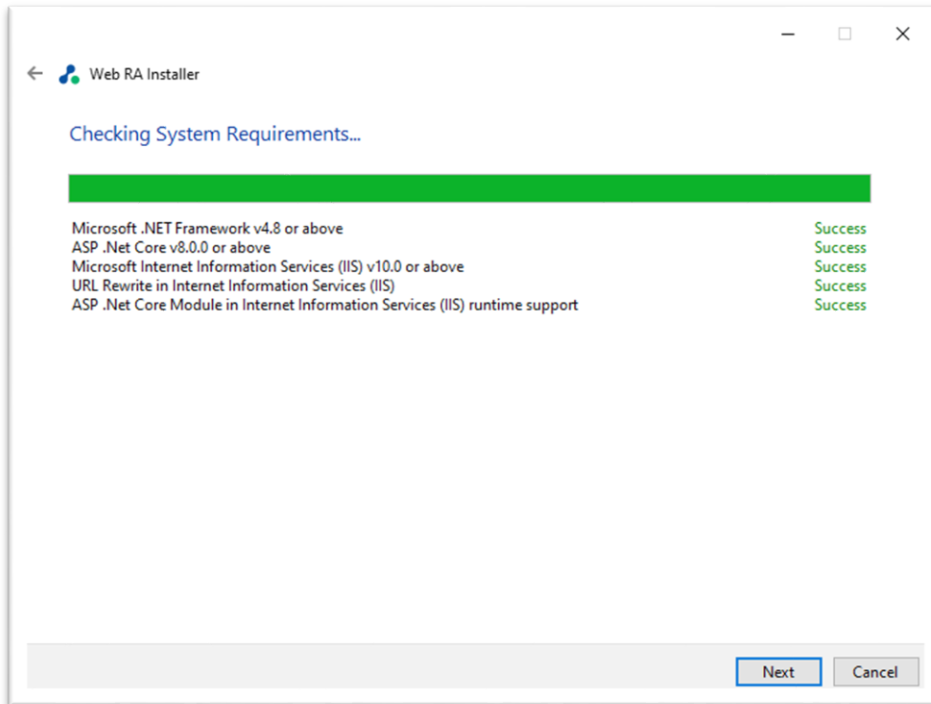 Web RA Installer
Checking System Requirements...
Microsoft .NET Framework v4.8 or above Success
ASP .Net Core v8.0.0 or above Success
Microsoft Internet Information Services (IIS) v10.0 or above Success
URL Rewrite in Internet Information Services (IIS) Success
ASP .Net Core Module in Internet Information Services (IIS) runtime support Success
Next Cancel